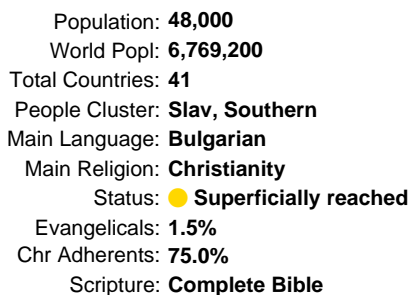 Population: 48,000
World Popl: 6,769,200
Total Countries: 41
People Cluster: Slav, Southern
Main Language: Bulgarian
Main Religion: Christianity
Status: Superficially reached
Evangelicals: 1.5%
Chr Adherents: 75.0%
Scripture: Complete Bible